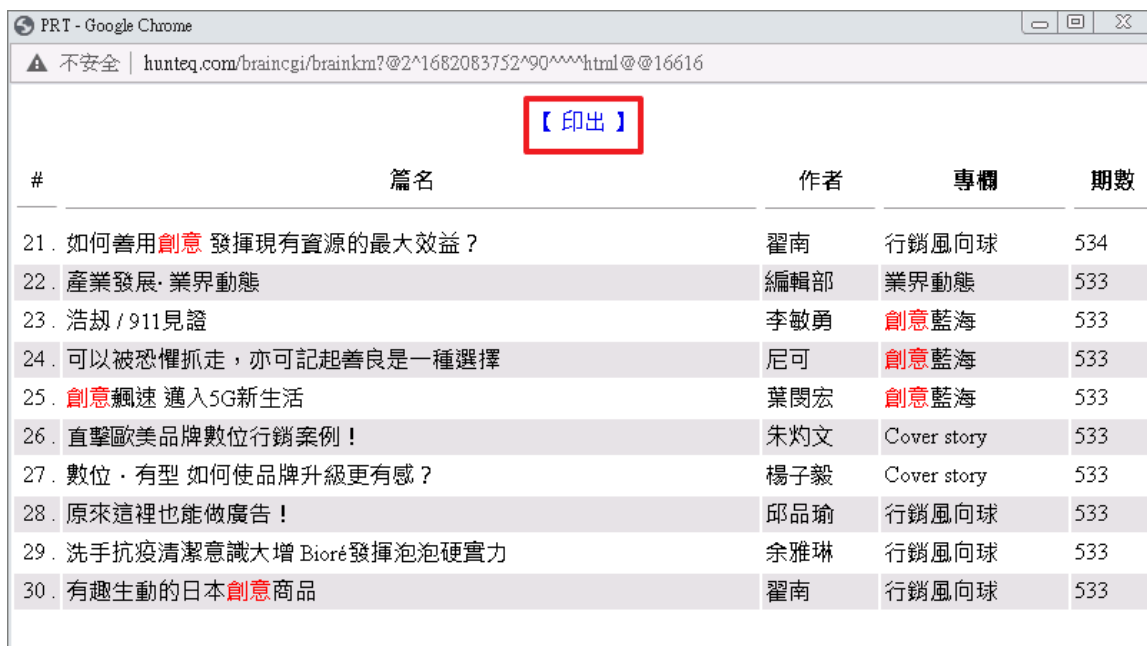 PRT - Google Chrome
不安全 | hunteq.com/braincgi/brainkm?@2^1682083752^90^^^^html@@16616
【 印出 】
# 篇名 作者 專欄 期數
21 . 如何善用創意 發揮現有資源的最大效益？ 翟南 行銷風向球 534
22 . 產業發展‧業界動態 編輯部 業界動態 533
23 . 浩劫 / 911見證 李敏勇 創意藍海 533
24 . 可以被恐懼抓走，亦可記起善良是一種選擇 尼可 創意藍海 533
25 . 創意飆速 邁入5G新生活 葉閔宏 創意藍海 533
26 . 直擊歐美品牌數位行銷案例！ 朱灼文 Cover story 533
27 . 數位‧有型 如何使品牌升級更有感？ 楊子毅 Cover story 533
28 . 原來這裡也能做廣告！ 邱品瑜 行銷風向球 533
29 . 洗手抗疫清潔意識大增 Bioré發揮泡泡硬實力 余雅琳 行銷風向球 533
30 . 有趣生動的日本創意商品 翟南 行銷風向球 533